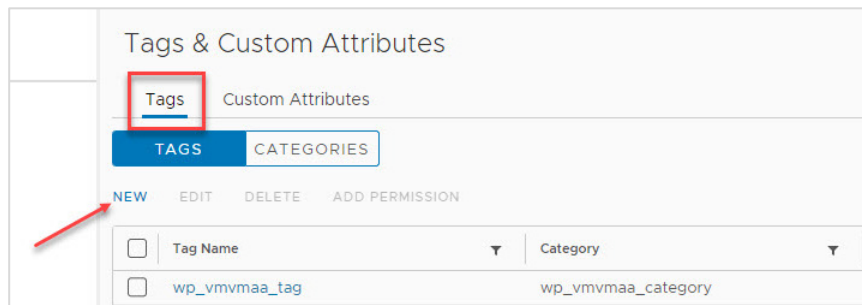 Tags & Custom Attributes
Tags Custom Attributes
TAGS CATEGORIES
NEW EDIT DELETE ADD PERMISSION
Tag Name Category
wp_vmvmaa_tag wp_vmvmaa_category